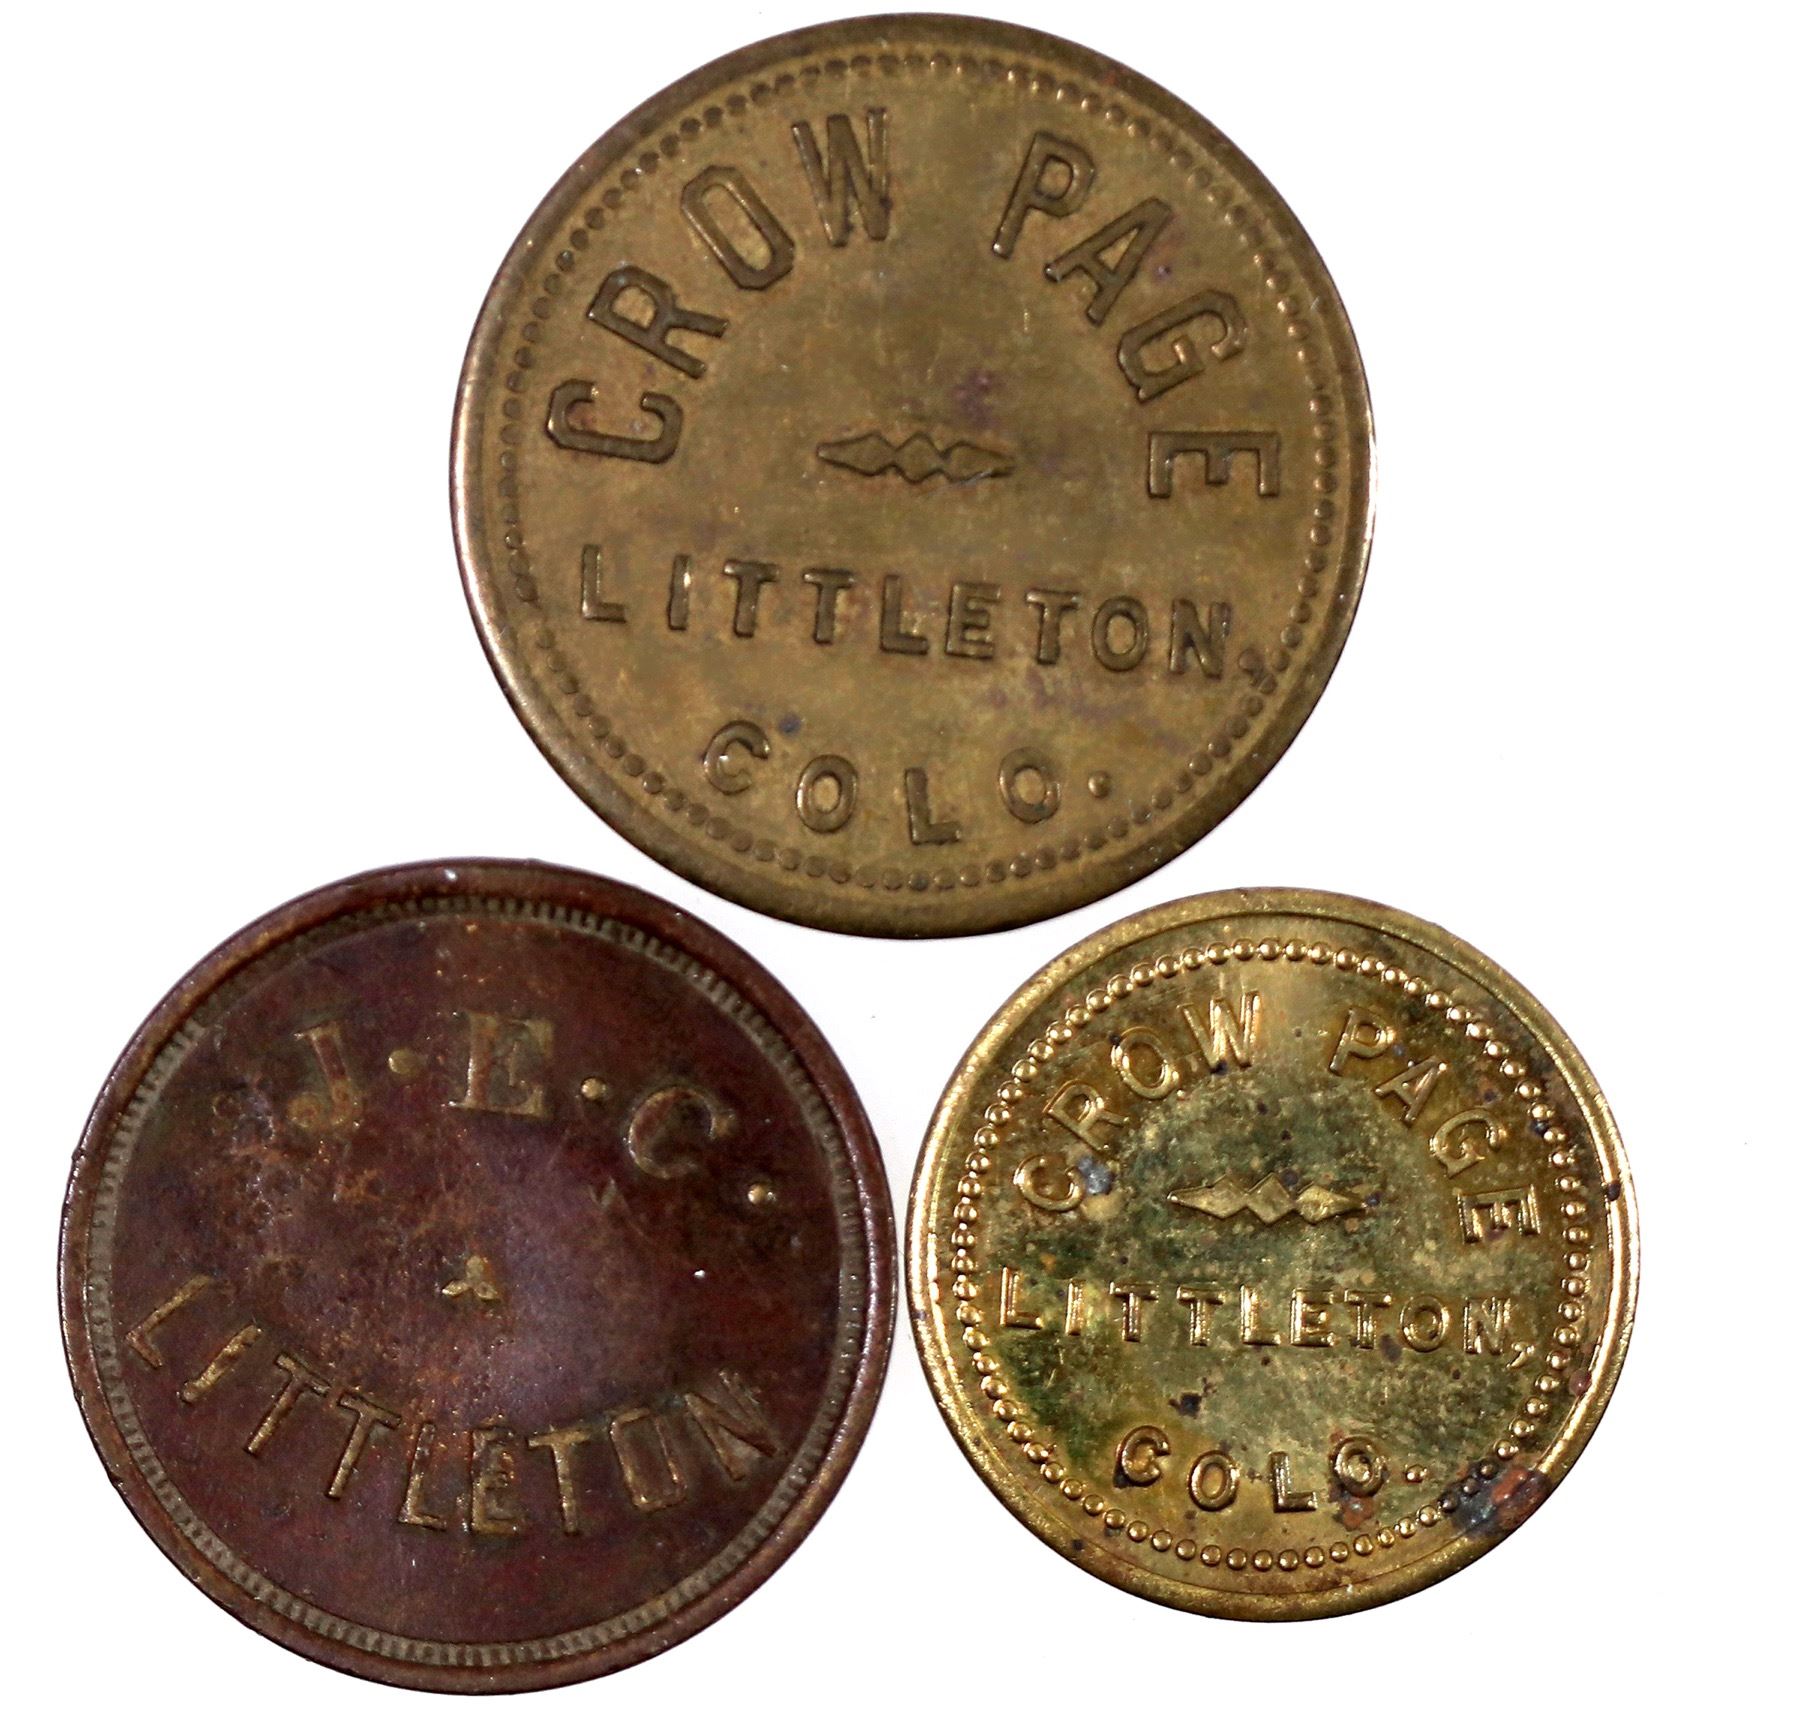 CROW PAGE
LITTLETON,
COLO.
J.E.C.
LITTLETON
CROW PAGE
LITTLETON,
COLO.